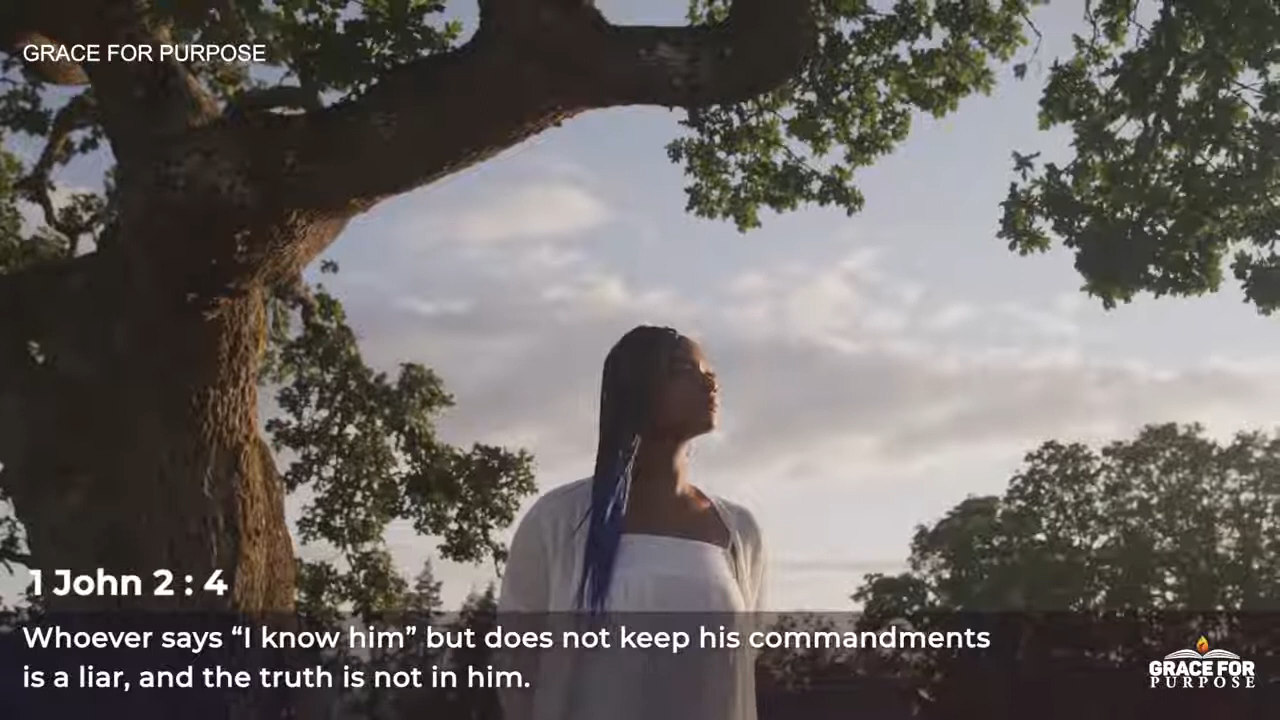 GRACE FOR PURPOSE
1 John 2 : 4
Whoever says “I know him” but does not keep his commandments
is a liar, and the truth is not in him.
GRACE FOR
PURPOSE